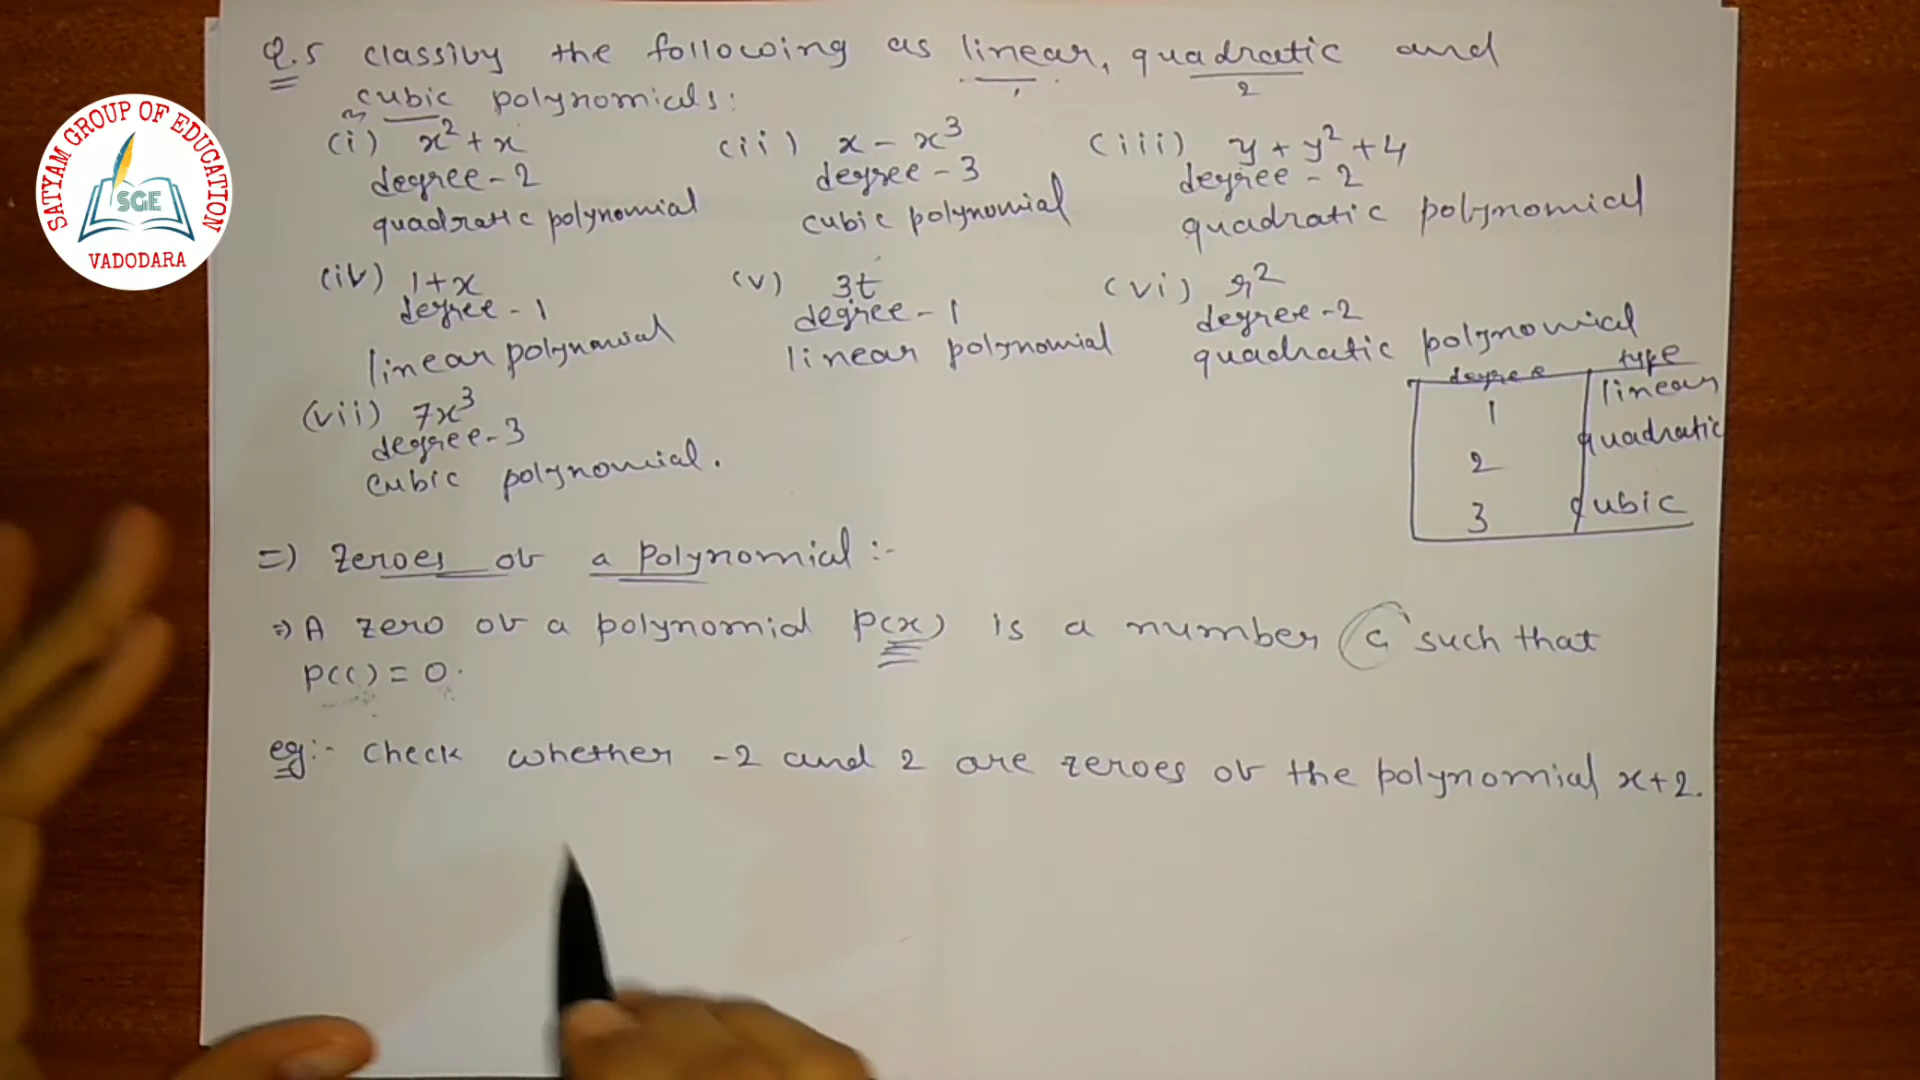 SATYAM GROUP OF EDUCATION
SGE
VADODARA
Q.5 classify the following as linear, quadratic and
1 2
3 cubic polynomials:
(i) x²+x (ii) x - x³ (iii) y + y² + 4
degree - 2 degree - 3 degree - 2
quadratic polynomial cubic polynomial quadratic polynomial
(iv) 1+x (v) 3t (vi) r²
degree - 1 degree - 1 degree - 2
linear polynomial linear polynomial quadratic polynomial
(vii) 7x³
degree - 3
cubic polynomial.
degree type
1 linear
2 quadratic
3 cubic
=) zeroes of a polynomial :-
=) A zero of a polynomial P(x) is a number c such that
P(c) = 0.
eg:- check whether -2 and 2 are zeroes of the polynomial x+2.